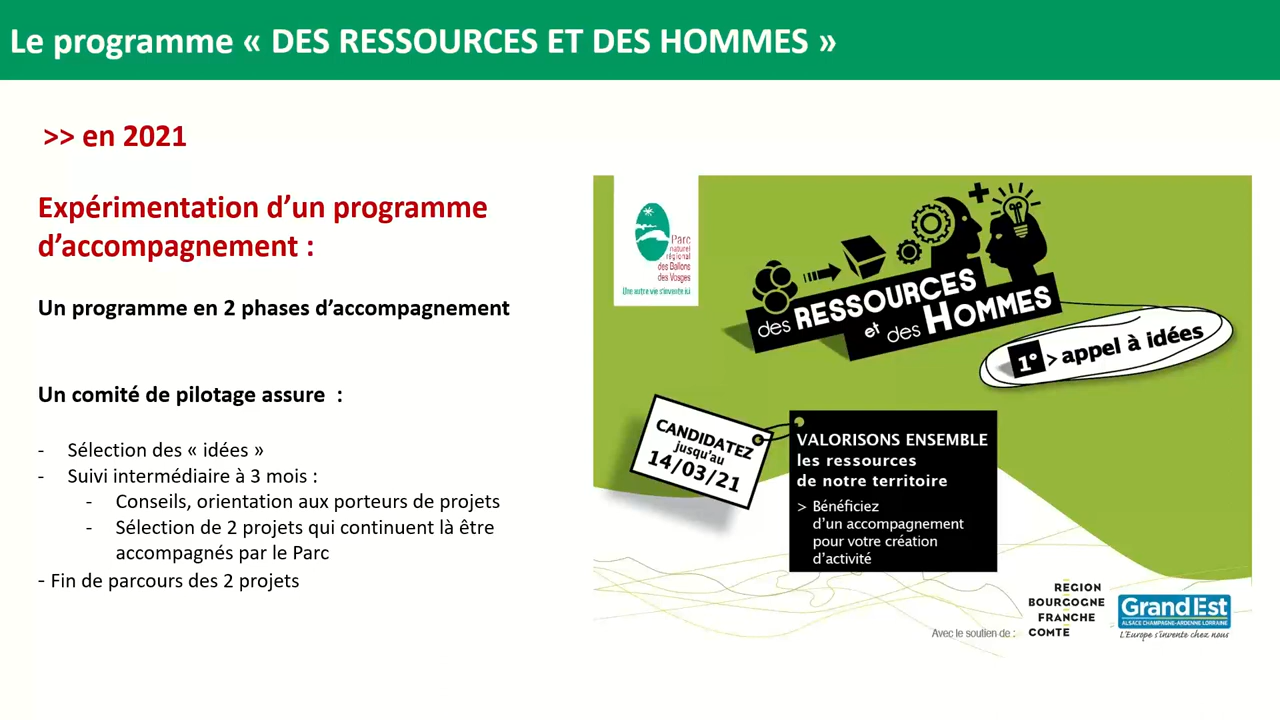 Le programme « DES RESSOURCES ET DES HOMMES »
>> en 2021
Expérimentation d’un programme
d’accompagnement :
Un programme en 2 phases d’accompagnement
Un comité de pilotage assure  :
- Sélection des « idées »
- Suivi intermédiaire à 3 mois :
- Conseils, orientation aux porteurs de projets
- Sélection de 2 projets qui continuent là être
accompagnés par le Parc
- Fin de parcours des 2 projets
Parc
naturel
régional
des Ballons
des Vosges
Une autre vie s'invente ici
des RESSOURCES
et des HOMMES
1° > appel à idées
CANDIDATEZ
jusqu'au
14/03/21
VALORISONS ENSEMBLE
les ressources
de notre territoire
> Bénéficiez
d'un accompagnement
pour votre création
d'activité
Avec le soutien de :
REGION
BOURGOGNE
FRANCHE
COMTE
GrandEst
ALSACE CHAMPAGNE-ARDENNE LORRAINE
L'Europe s'invente chez nous